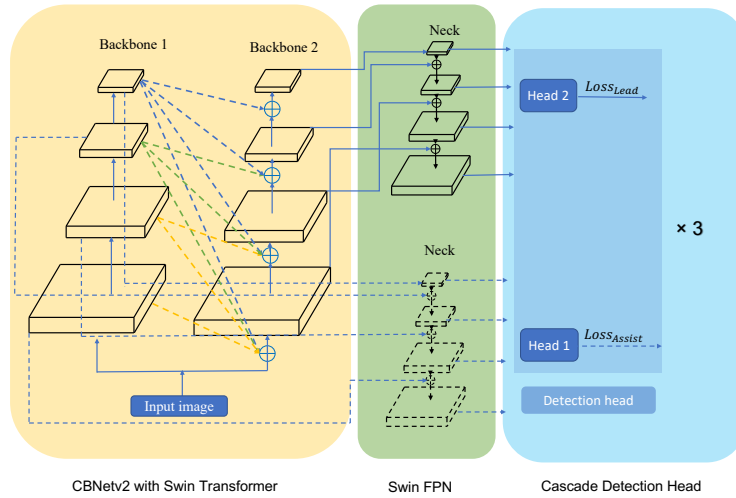 Backbone 1
Backbone 2
Neck
Head 2
Loss_Lead
× 3
Neck
Head 1
Loss_Assist
Input image
Detection head
CBNetv2 with Swin Transformer
Swin FPN
Cascade Detection Head